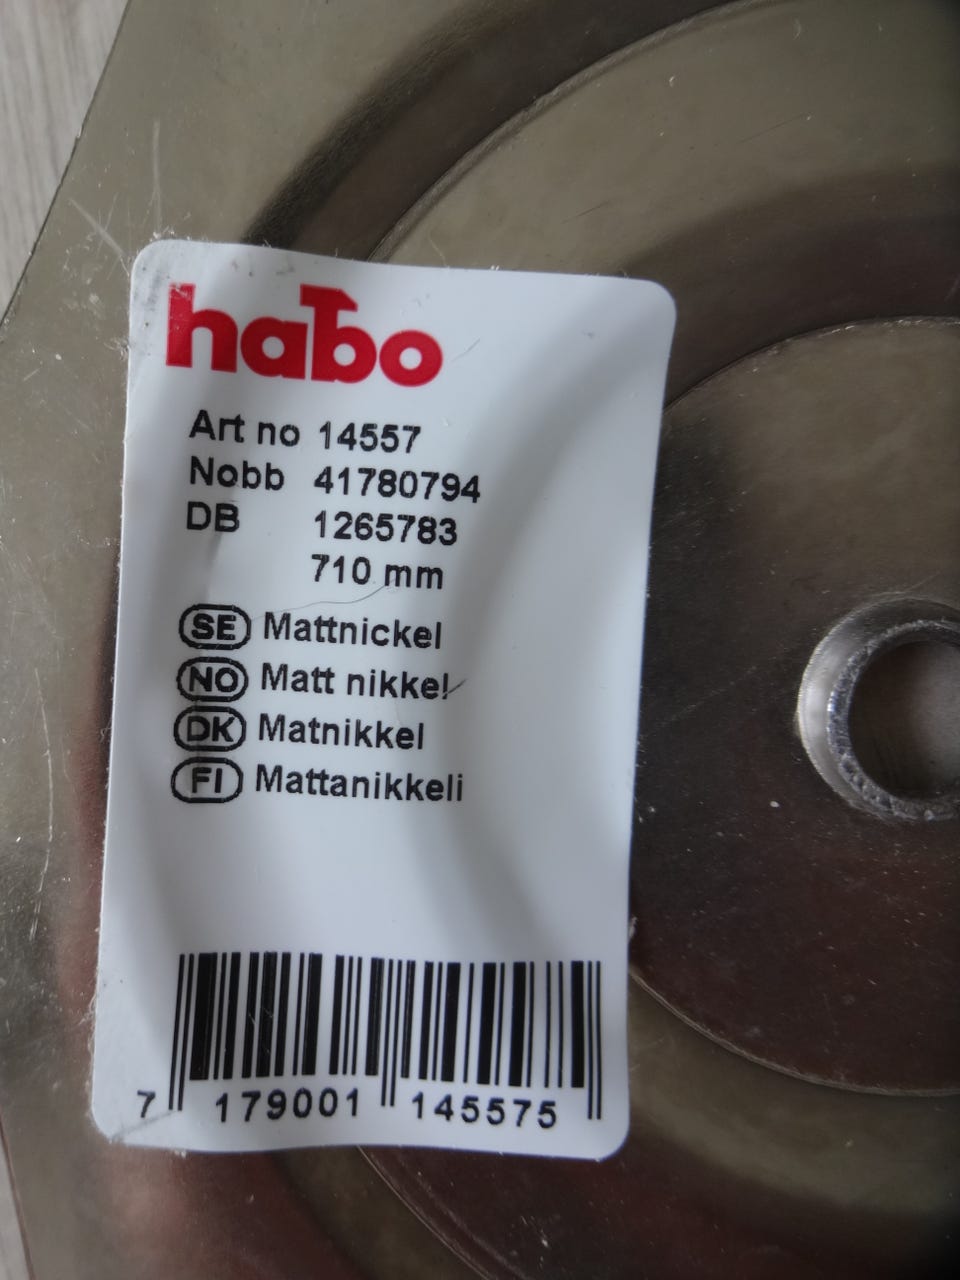 habo
Art no 14557
Nobb 41780794
DB 1265783
710 mm
SE Mattnickel
NO Matt nikkel
DK Matnikkel
FI Mattanikkeli
7 179001 145575